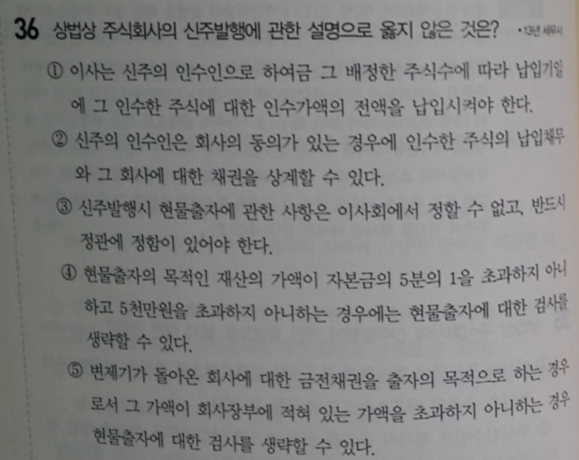 36 상법상 주식회사의 신주발행에 관한 설명으로 옳지 않은 것은? •13년 세무사
① 이사는 신주의 인수인으로 하여금 그 배정한 주식수에 따라 납입기일
에 그 인수한 주식에 대한 인수가액의 전액을 납입시켜야 한다.
② 신주의 인수인은 회사의 동의가 있는 경우에 인수한 주식의 납입채무
와 그 회사에 대한 채권을 상계할 수 있다.
③ 신주발행시 현물출자에 관한 사항은 이사회에서 정할 수 없고, 반드시
정관에 정함이 있어야 한다.
④ 현물출자의 목적인 재산의 가액이 자본금의 5분의 1을 초과하지 아니
하고 5천만원을 초과하지 아니하는 경우에는 현물출자에 대한 검사를
생략할 수 있다.
⑤ 변제기가 돌아온 회사에 대한 금전채권을 출자의 목적으로 하는 경우
로서 그 가액이 회사장부에 적혀 있는 가액을 초과하지 아니하는 경우
현물출자에 대한 검사를 생략할 수 있다.